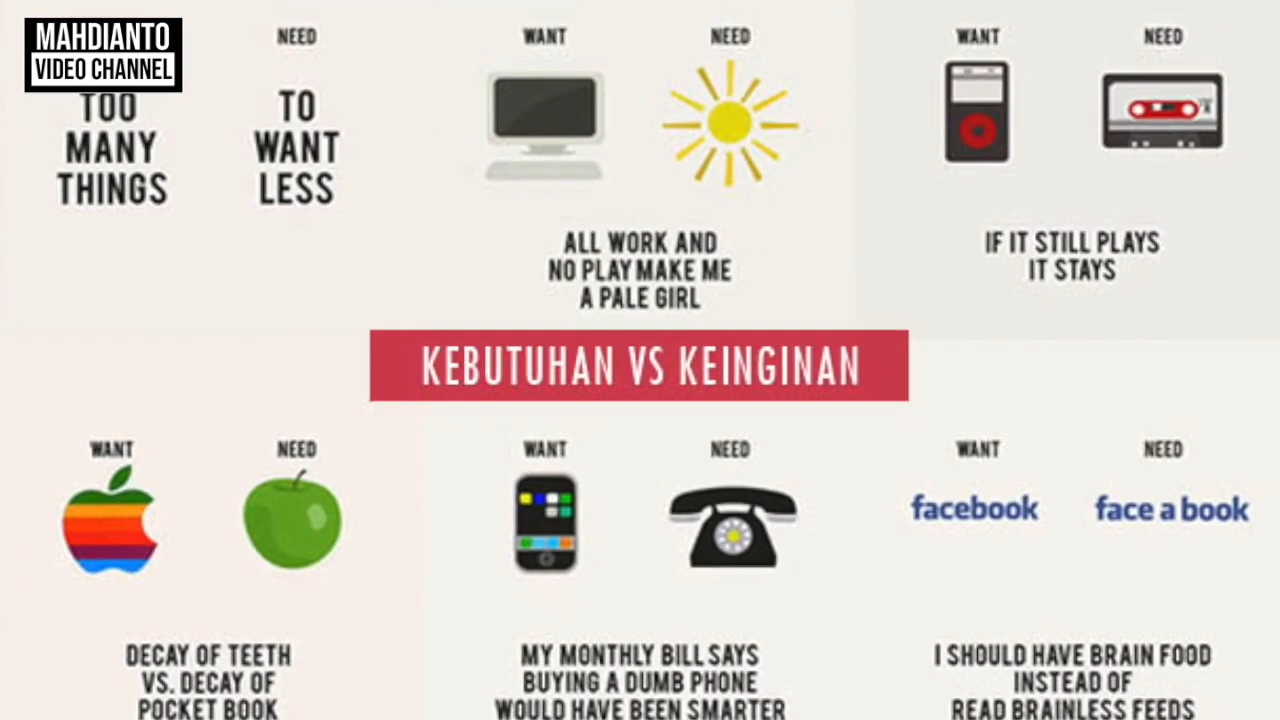 MAHDIANTO
VIDEO CHANNEL
NEED
TOO
MANY
THINGS
TO
WANT
LESS
WANT
NEED
ALL WORK AND
NO PLAY MAKE ME
A PALE GIRL
WANT
NEED
IF IT STILL PLAYS
IT STAYS
KEBUTUHAN VS KEINGINAN
WANT
NEED
DECAY OF TEETH
VS. DECAY OF
POCKET BOOK
WANT
NEED
MY MONTHLY BILL SAYS
BUYING A DUMB PHONE
WOULD HAVE BEEN SMARTER
WANT
NEED
facebook
face a book
I SHOULD HAVE BRAIN FOOD
INSTEAD OF
READ BRAINLESS FEEDS